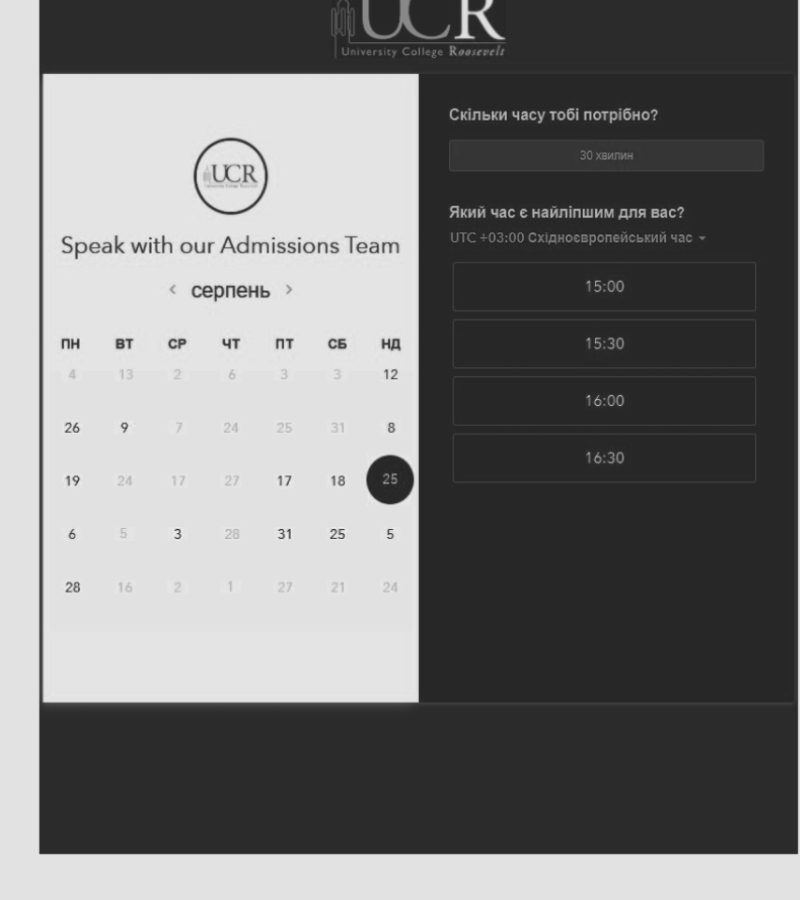 UCR
University College Roosevelt
UCR
Speak with our Admissions Team
< серпень >
ПН ВТ СР ЧТ ПТ СБ НД
4 13 2 6 3 3 12
26 9 7 24 25 31 8
19 24 17 27 17 18 25
6 5 3 28 31 25 5
28 16 2 1 27 21 24
Скільки часу тобі потрібно?
30 хвилин
Який час є найліпшим для вас?
UTC +03:00 Східноєвропейський час
15:00
15:30
16:00
16:30